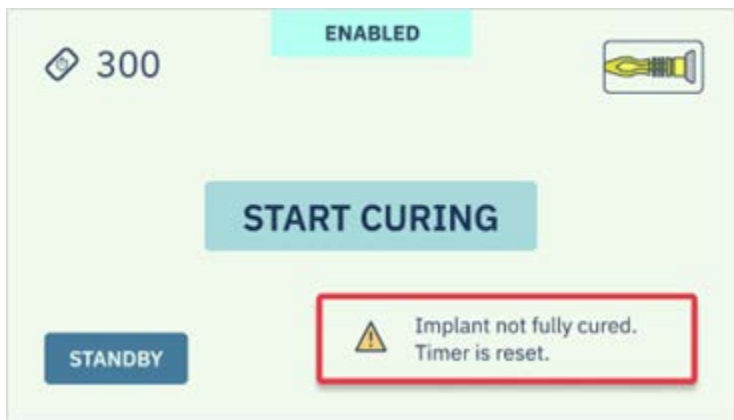 ENABLED
300
START CURING
Implant not fully cured.
Timer is reset.
STANDBY